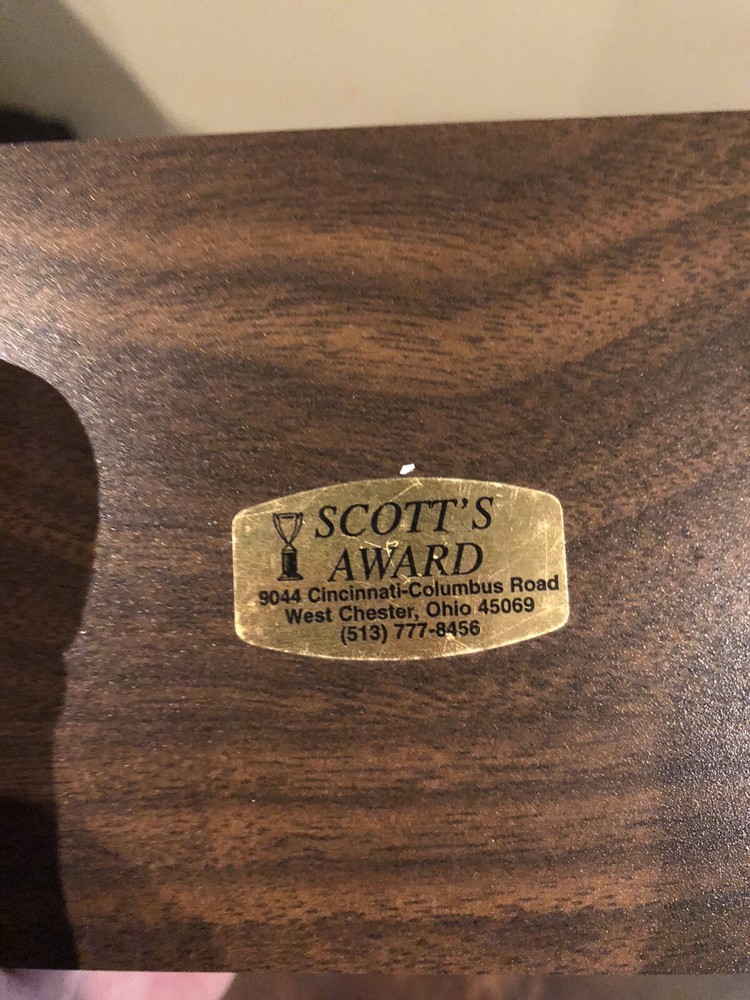 SCOTT'S
AWARD
9044 Cincinnati-Columbus Road
West Chester, Ohio 45069
(513) 777-8456